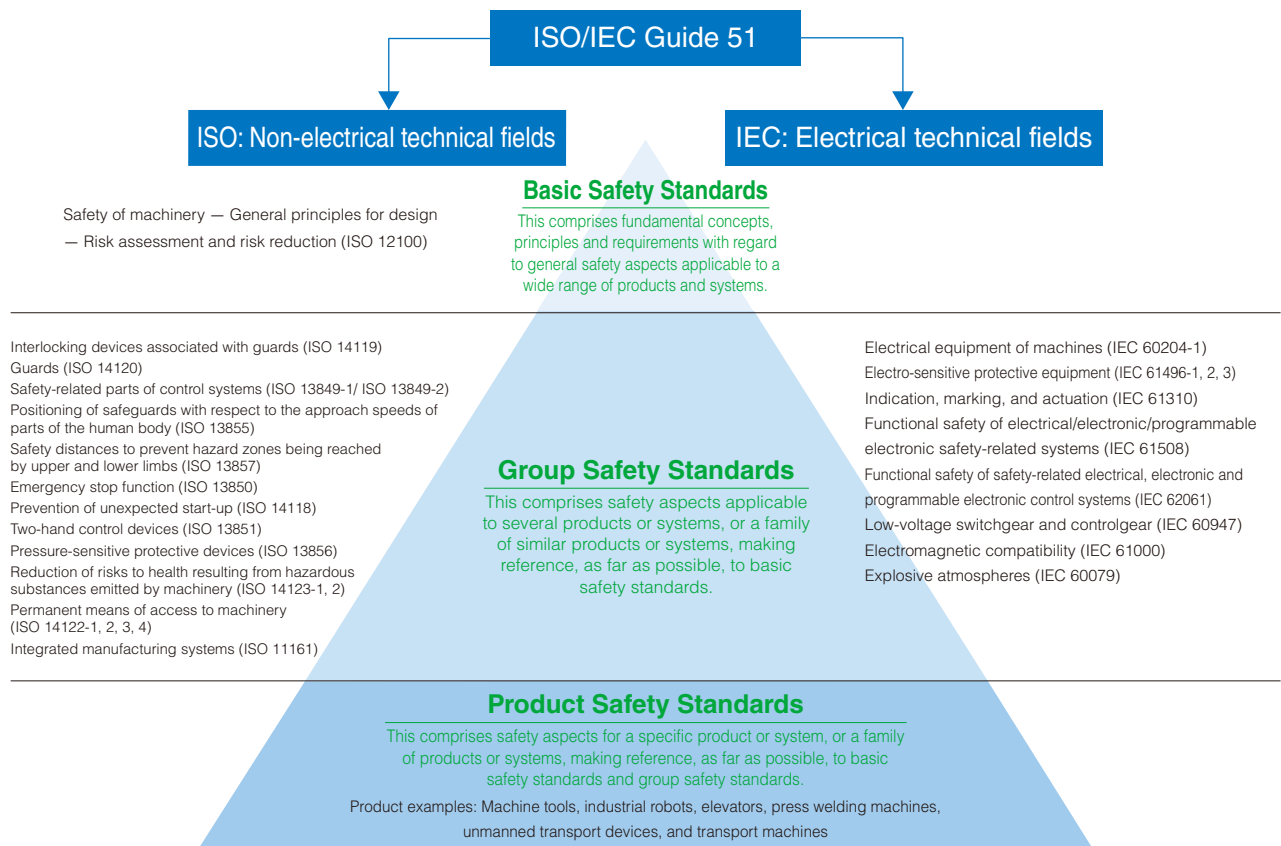 ISO/IEC Guide 51
ISO: Non-electrical technical fields
IEC: Electrical technical fields
Basic Safety Standards
This comprises fundamental concepts,
principles and requirements with regard
to general safety aspects applicable to a
wide range of products and systems.
Safety of machinery — General principles for design
— Risk assessment and risk reduction (ISO 12100)
Interlocking devices associated with guards (ISO 14119)
Guards (ISO 14120)
Safety-related parts of control systems (ISO 13849-1/ ISO 13849-2)
Positioning of safeguards with respect to the approach speeds of
parts of the human body (ISO 13855)
Safety distances to prevent hazard zones being reached
by upper and lower limbs (ISO 13857)
Emergency stop function (ISO 13850)
Prevention of unexpected start-up (ISO 14118)
Two-hand control devices (ISO 13851)
Pressure-sensitive protective devices (ISO 13856)
Reduction of risks to health resulting from hazardous
substances emitted by machinery (ISO 14123-1, 2)
Permanent means of access to machinery
(ISO 14122-1, 2, 3, 4)
Integrated manufacturing systems (ISO 11161)
Group Safety Standards
This comprises safety aspects applicable
to several products or systems, or a family
of similar products or systems, making
reference, as far as possible, to basic
safety standards.
Electrical equipment of machines (IEC 60204-1)
Electro-sensitive protective equipment (IEC 61496-1, 2, 3)
Indication, marking, and actuation (IEC 61310)
Functional safety of electrical/electronic/programmable
electronic safety-related systems (IEC 61508)
Functional safety of safety-related electrical, electronic and
programmable electronic control systems (IEC 62061)
Low-voltage switchgear and controlgear (IEC 60947)
Electromagnetic compatibility (IEC 61000)
Explosive atmospheres (IEC 60079)
Product Safety Standards
This comprises safety aspects for a specific product or system, or a family
of products or systems, making reference, as far as possible, to basic
safety standards and group safety standards.
Product examples: Machine tools, industrial robots, elevators, press welding machines,
unmanned transport devices, and transport machines